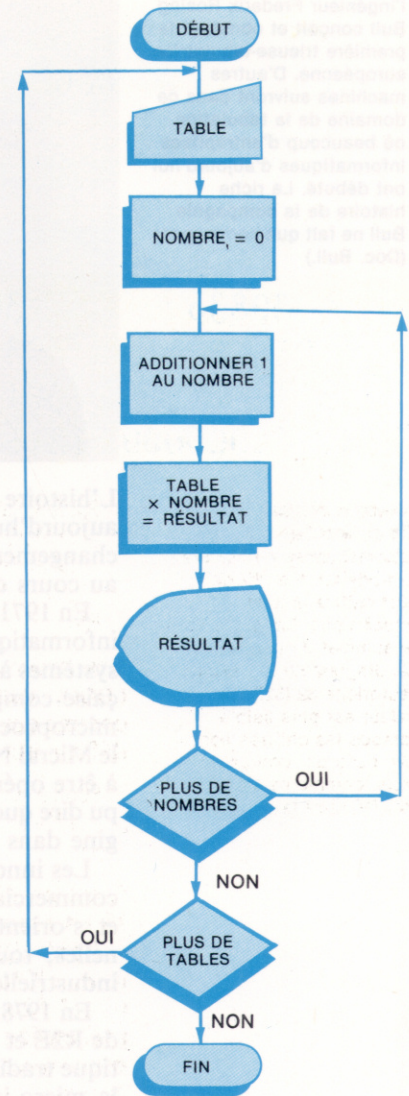 DÉBUT
TABLE
NOMBRE, = 0
ADDITIONNER 1
AU NOMBRE
TABLE
× NOMBRE
= RÉSULTAT
RÉSULTAT
PLUS DE
NOMBRES
OUI
NON
OUI
PLUS DE
TABLES
NON
FIN